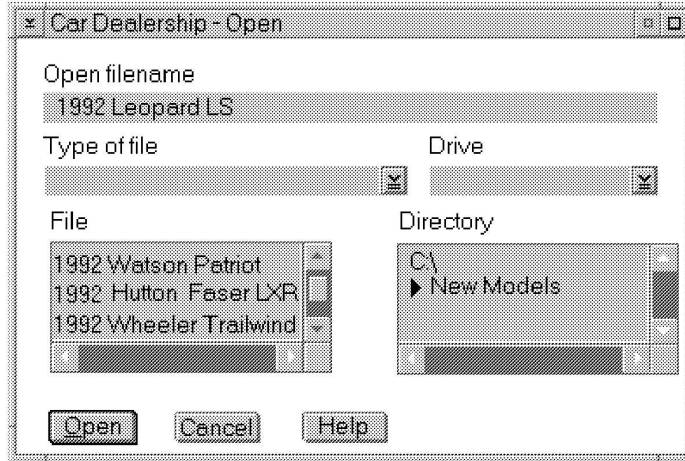 Car Dealership - Open
Open filename
1992 Leopard LS
Type of file Drive
File Directory
1992 Watson Patriot
1992 Hutton Faser LXR
1992 Wheeler Trailwind
C:\
New Models
Open Cancel Help